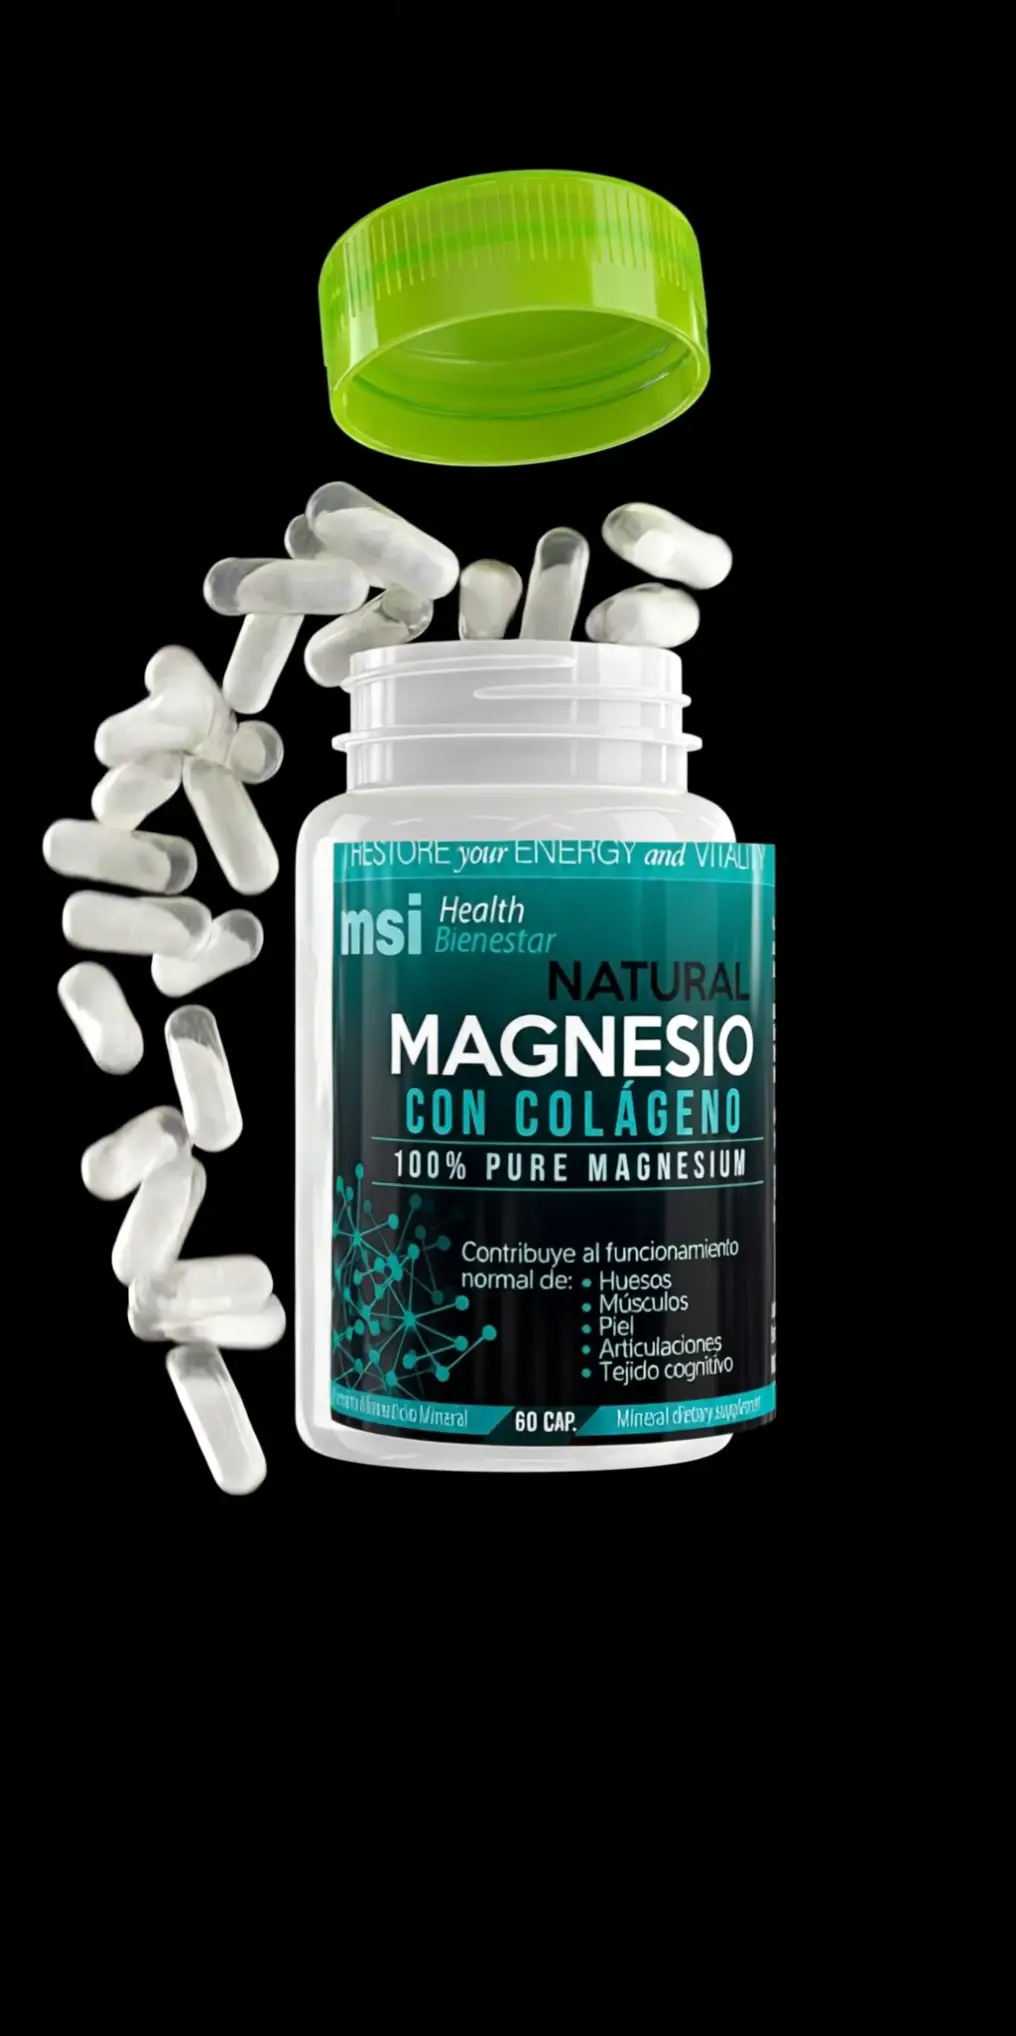 RESTORE your ENERGY and VITALITY
msi Health
Bienestar
NATURAL
MAGNESIO
CON COLÁGENO
100% PURE MAGNESIUM
Contribuye al funcionamiento
normal de: • Huesos
• Músculos
• Piel
• Articulaciones
• Tejido cognitivo
Mineral 60 CAP. Mineral dietary supplement